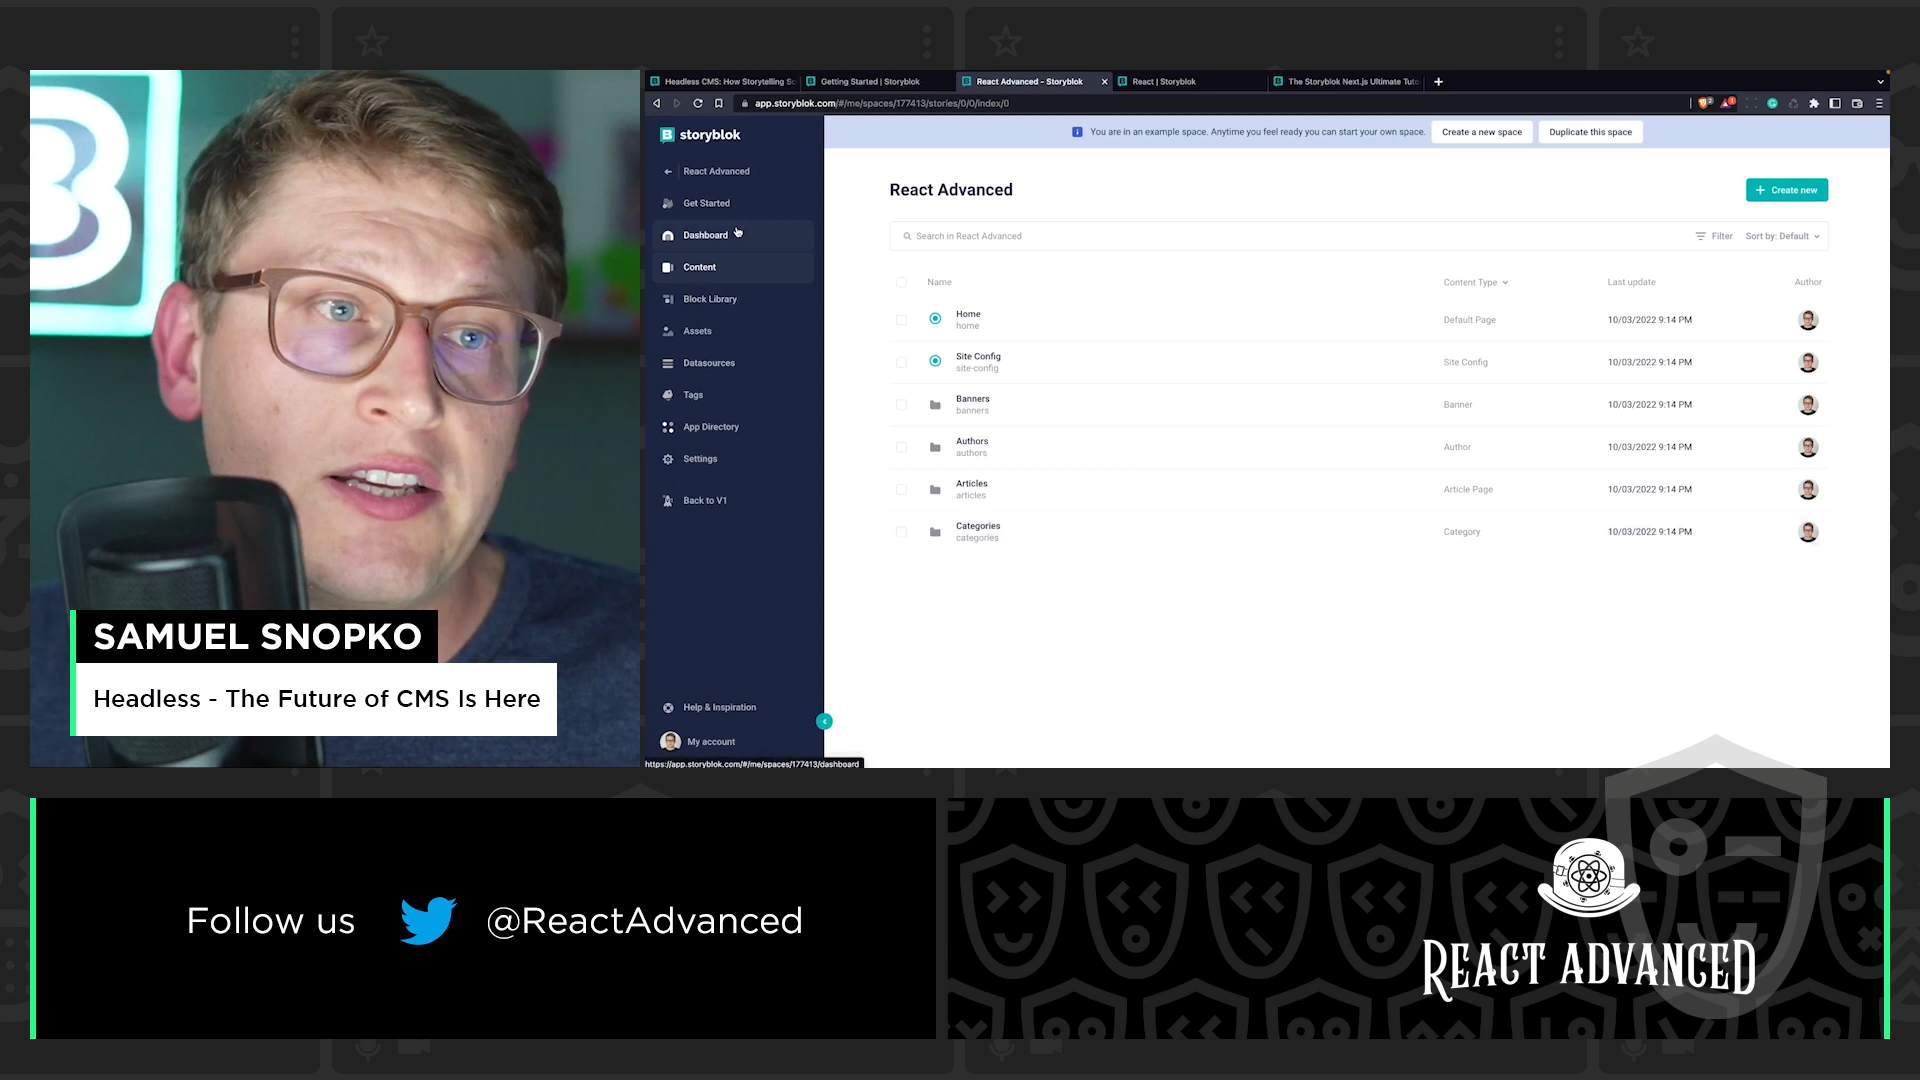 Headless CMS: How Storytelling Sc
Getting Started | Storyblok
React Advanced - Storyblok
React | Storyblok
The Storyblok Next.js Ultimate Tuto
app.storyblok.com/#/me/spaces/177413/stories/0/0/index/0
storyblok
React Advanced
Get Started
Dashboard
Content
Block Library
Assets
Datasources
Tags
App Directory
Settings
Back to V1
Help & Inspiration
My account
https://app.storyblok.com/#/me/spaces/177413/dashboard
You are in an example space. Anytime you feel ready you can start your own space.
Create a new space
Duplicate this space
React Advanced
Create new
Search in React Advanced
Filter
Sort by: Default
Name Content Type Last update Author
Home
home
Default Page 10/03/2022 9:14 PM
Site Config
site-config
Site Config 10/03/2022 9:14 PM
Banners
banners
Banner 10/03/2022 9:14 PM
Authors
authors
Author 10/03/2022 9:14 PM
Articles
articles
Article Page 10/03/2022 9:14 PM
Categories
categories
Category 10/03/2022 9:14 PM
SAMUEL SNOPKO
Headless - The Future of CMS Is Here
Follow us @ReactAdvanced
REACT ADVANCED